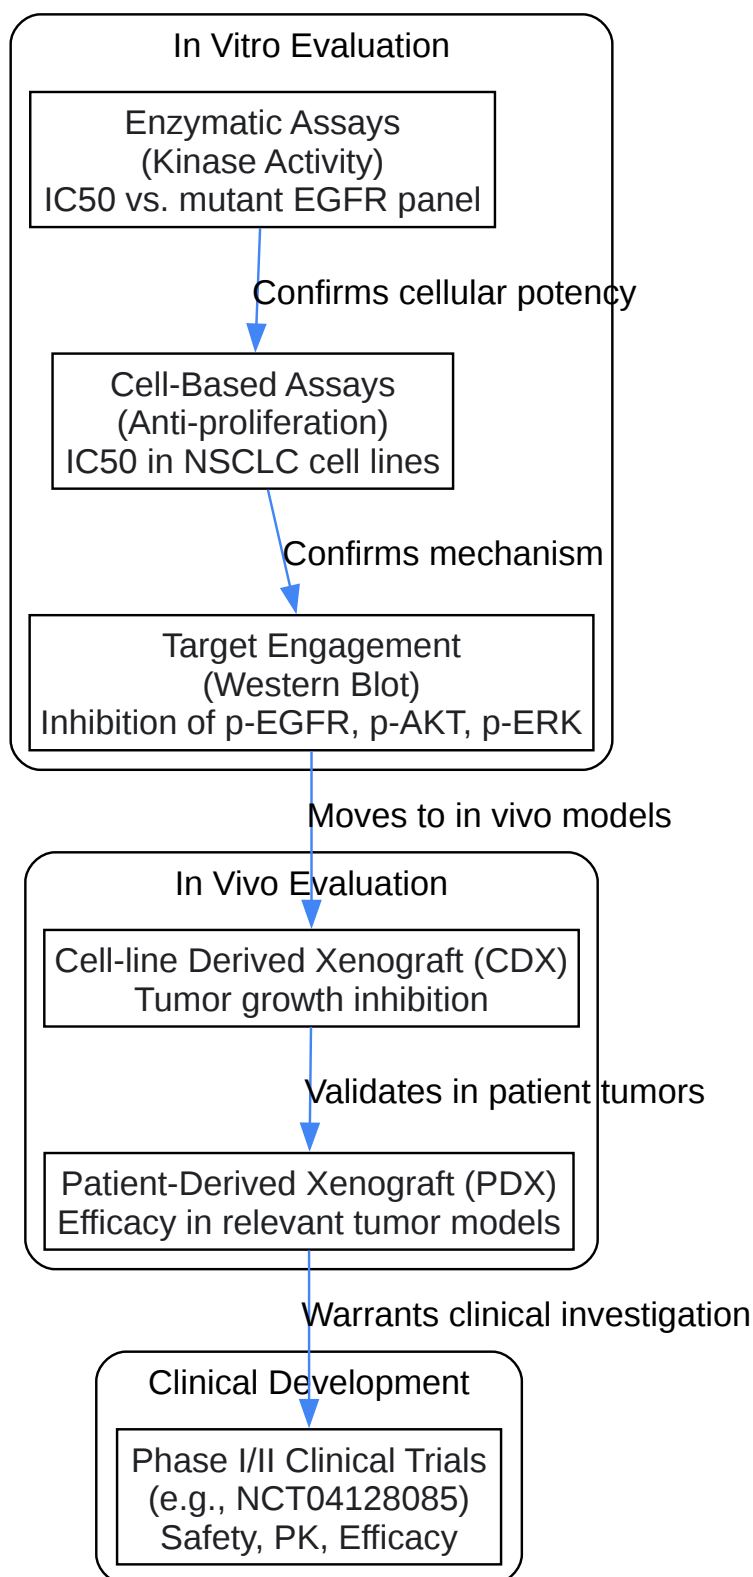 In Vitro Evaluation
Enzymatic Assays
(Kinase Activity)
IC50 vs. mutant EGFR panel
Confirms cellular potency
Cell-Based Assays
(Anti-proliferation)
IC50 in NSCLC cell lines
Confirms mechanism
Target Engagement
(Western Blot)
Inhibition of p-EGFR, p-AKT, p-ERK
Moves to in vivo models
In Vivo Evaluation
Cell-line Derived Xenograft (CDX)
Tumor growth inhibition
Validates in patient tumors
Patient-Derived Xenograft (PDX)
Efficacy in relevant tumor models
Warrants clinical investigation
Clinical Development
Phase I/II Clinical Trials
(e.g., NCT04128085)
Safety, PK, Efficacy